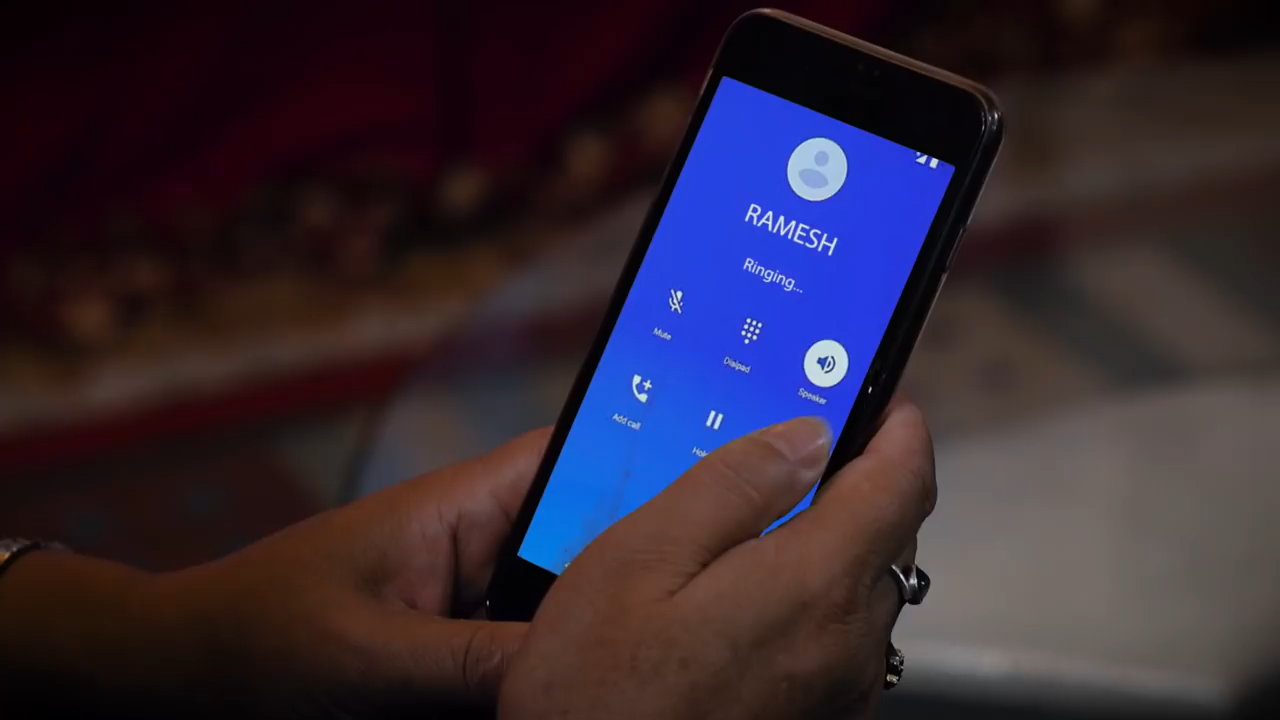 RAMESH
Ringing...
Mute
Dialpad
Speaker
Add call